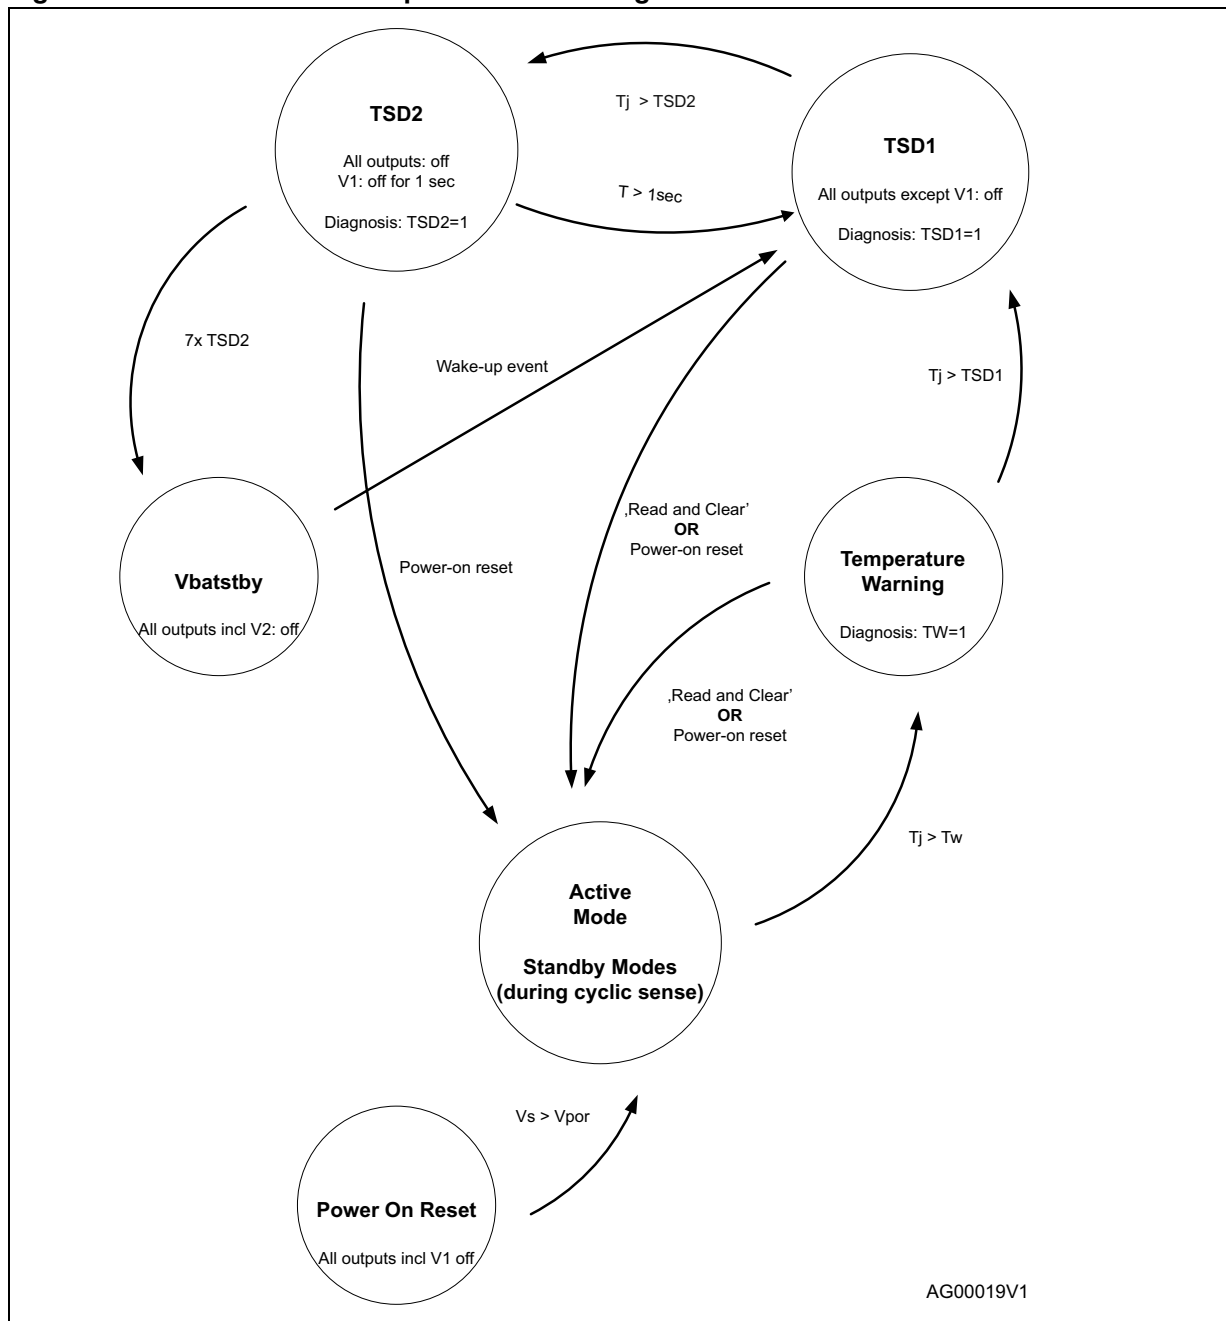 TSD2
All outputs: off
V1: off for 1 sec
Diagnosis: TSD2=1
Tj > TSD2
T > 1sec
TSD1
All outputs except V1: off
Diagnosis: TSD1=1
7x TSD2
Wake-up event
Tj > TSD1
Vbatstby
All outputs incl V2: off
Power-on reset
‚Read and Clear’
OR
Power-on reset
Temperature
Warning
Diagnosis: TW=1
‚Read and Clear’
OR
Power-on reset
Tj > Tw
Active
Mode
Standby Modes
(during cyclic sense)
Vs > Vpor
Power On Reset
All outputs incl V1 off
AG00019V1